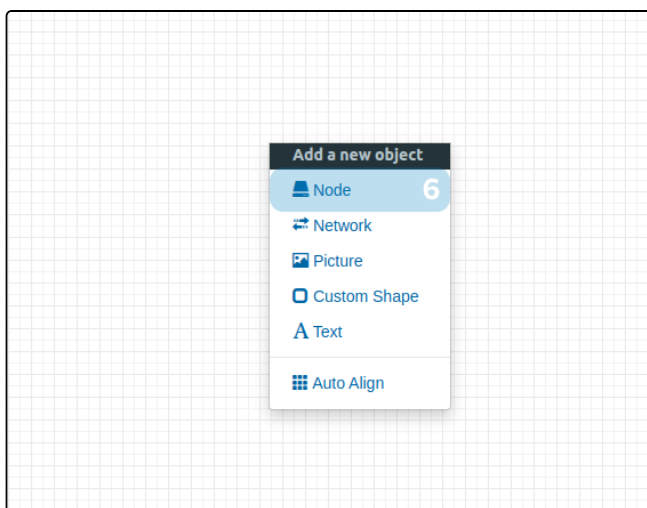 Add a new object
Node 6
Network
Picture
Custom Shape
Text
Auto Align